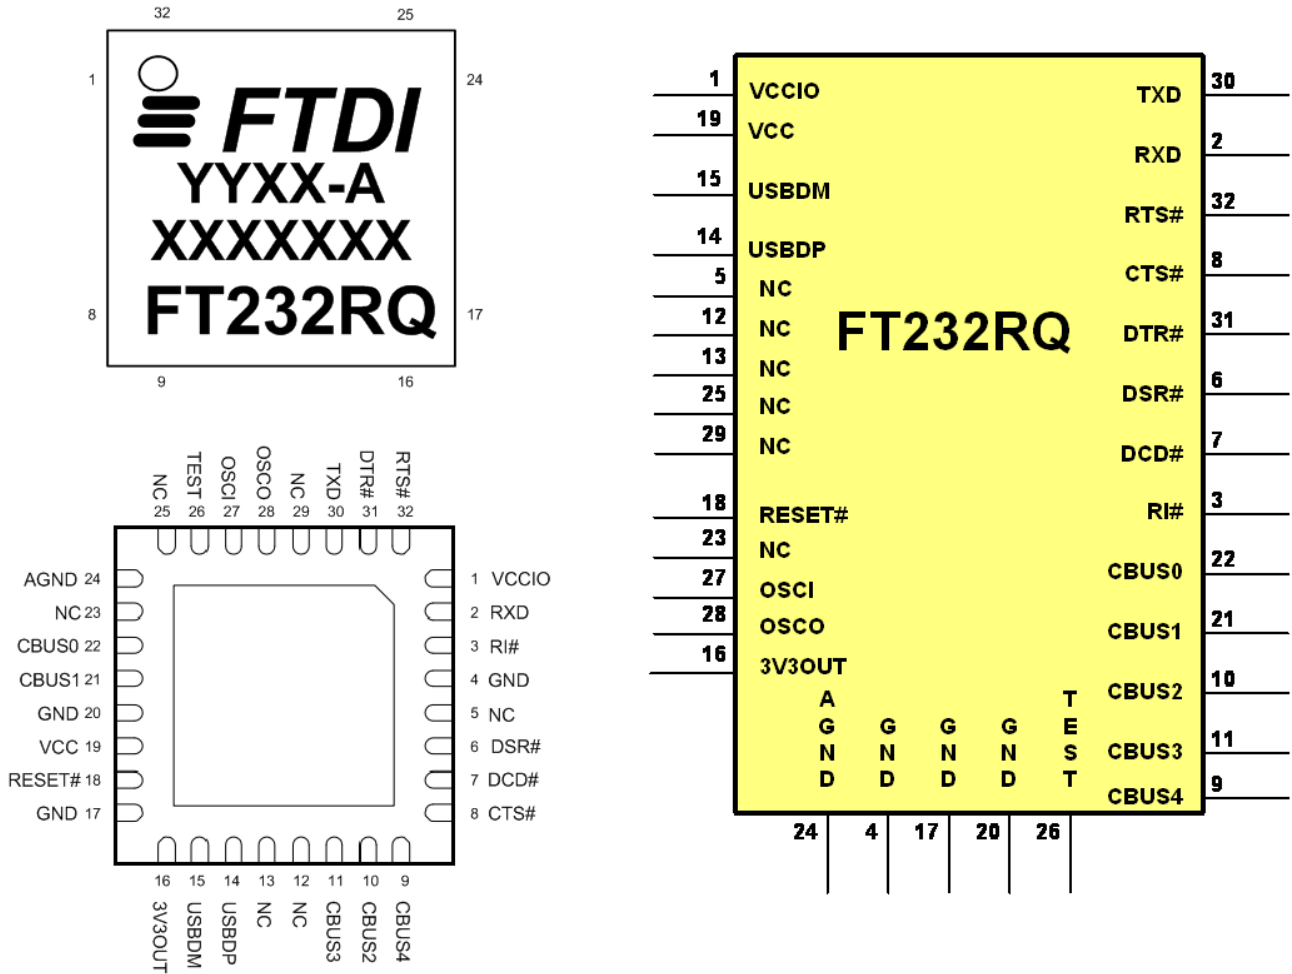 32 25
1 24
FTDI
YYXX-A
XXXXXXX
FT232RQ
8 17
9 16
NC TEST OSCI OSCO NC TXD DTR# RTS#
25 26 27 28 29 30 31 32
AGND 24 1 VCCIO
NC 23 2 RXD
CBUS0 22 3 RI#
CBUS1 21 4 GND
GND 20 5 NC
VCC 19 6 DSR#
RESET# 18 7 DCD#
GND 17 8 CTS#
16 15 14 13 12 11 10 9
3V3OUT USBDM USBDP NC NC CBUS3 CBUS2 CBUS4
1 VCCIO TXD 30
19 VCC
RXD 2
15 USBDM
RTS# 32
14 USBDP
CTS# 8
5 NC
12 NC
FT232RQ
DTR# 31
13 NC
DSR# 6
25 NC
29 NC
DCD# 7
18 RESET#
RI# 3
23 NC
CBUS0 22
27 OSCI
28 OSCO
CBUS1 21
16 3V3OUT
CBUS2 10
CBUS3 11
CBUS4 9
AGND GND GND GND TEST
24 4 17 20 26